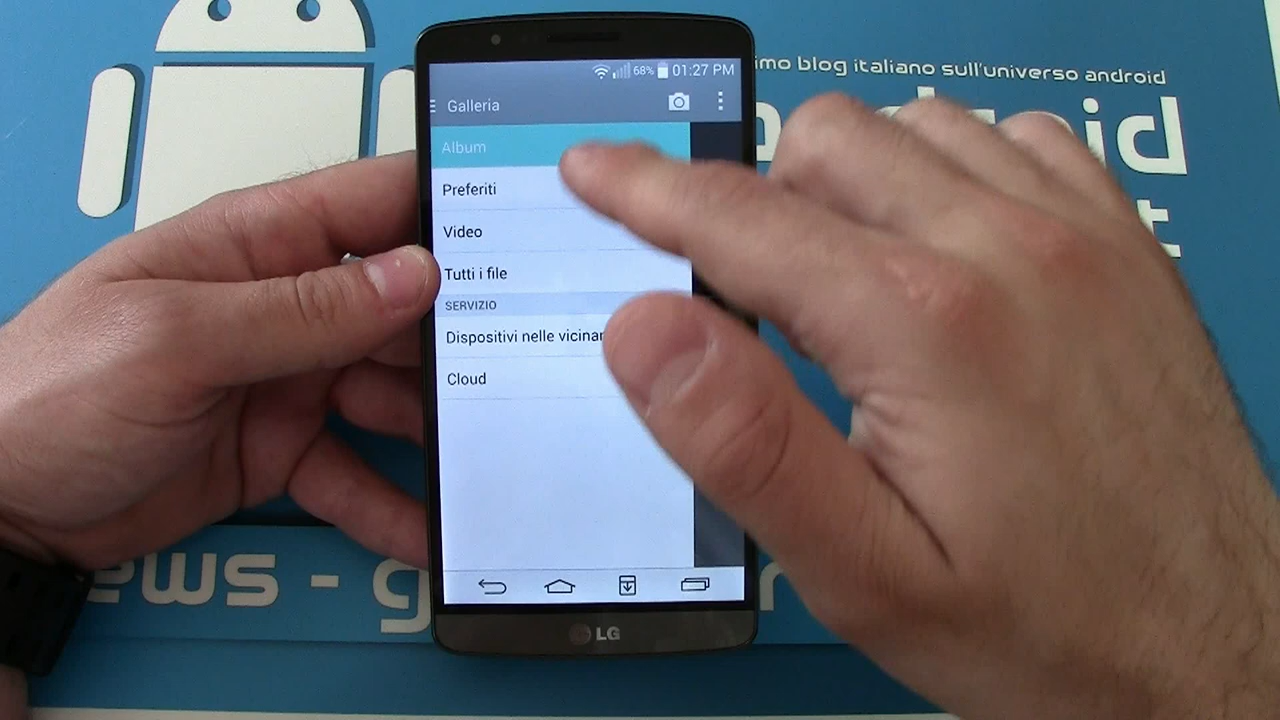 imo blog italiano sull'universo android
68% 01:27 PM
Galleria
Album
Preferiti
Video
Tutti i file
SERVIZIO
Dispositivi nelle vicinan
Cloud
ews - g
LG